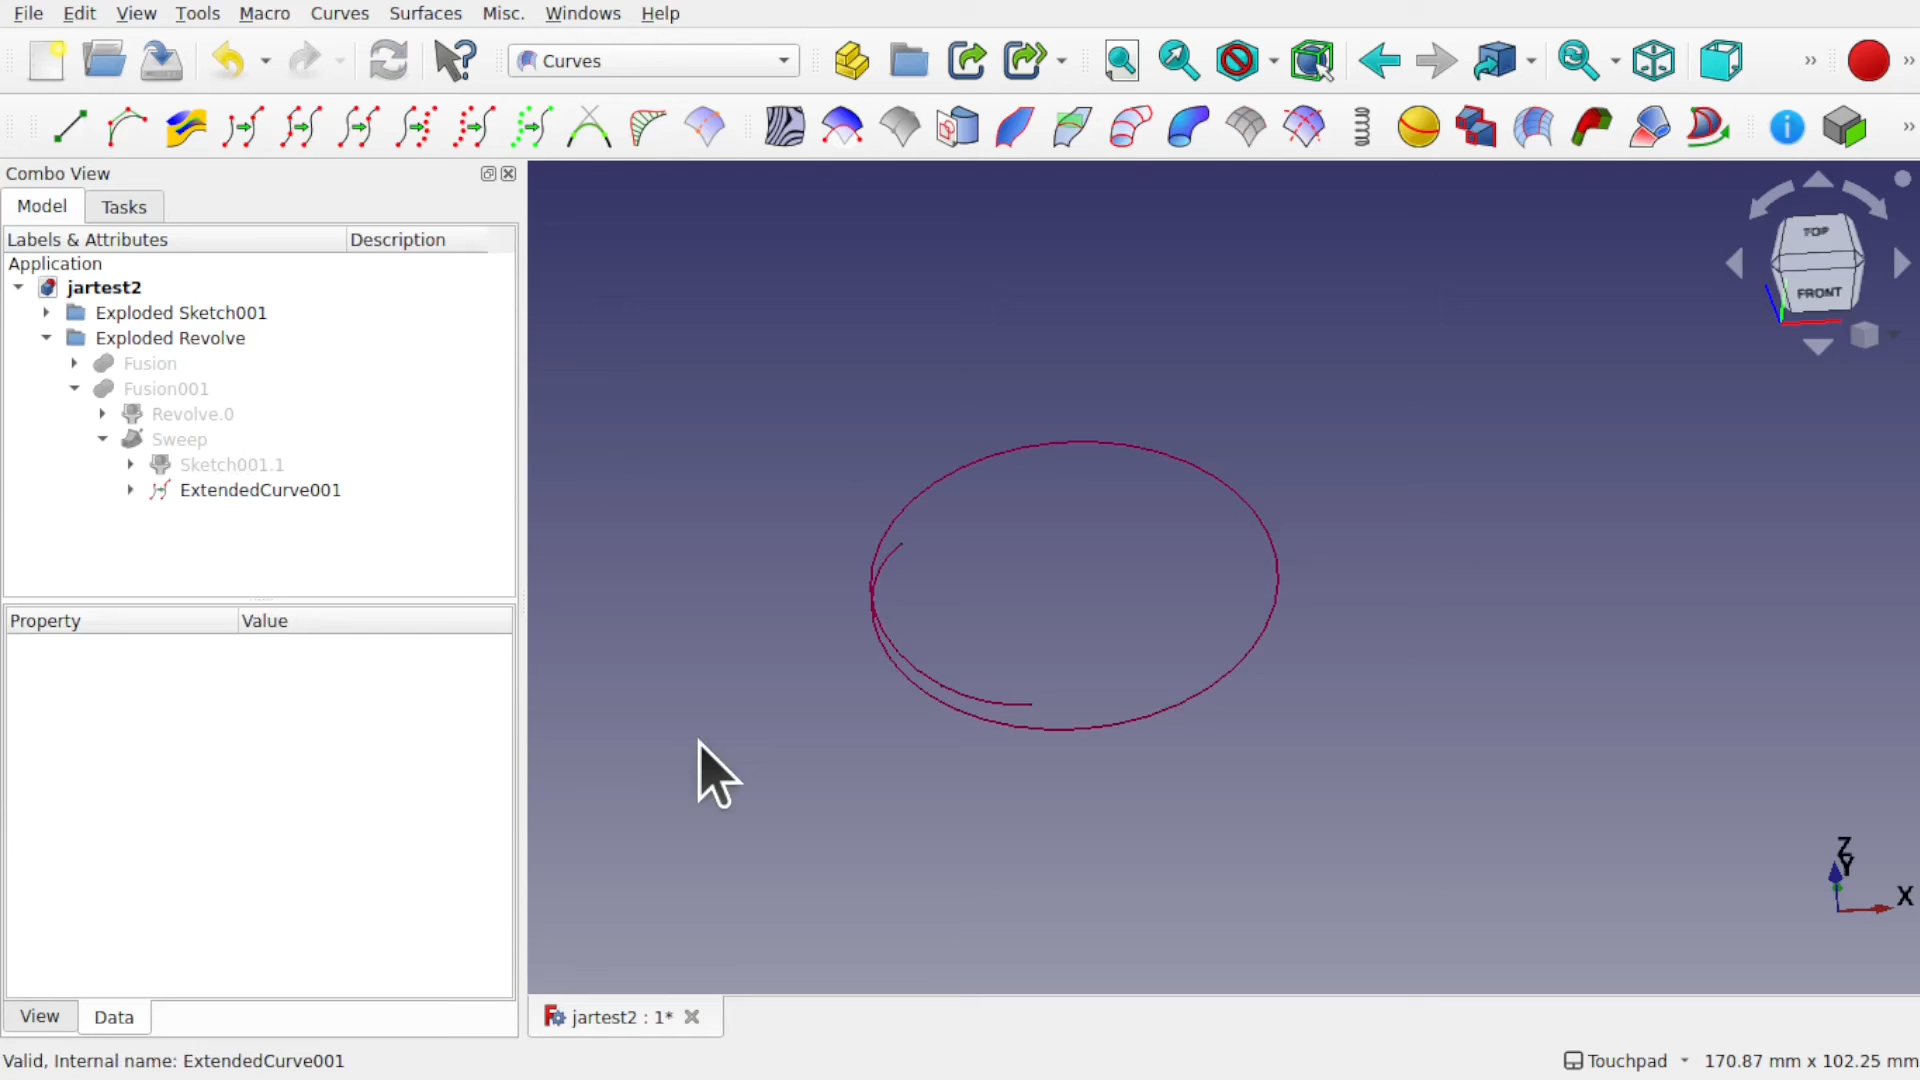 File Edit View Tools Macro Curves Surfaces Misc. Windows Help
Curves
Combo View
Model Tasks
Labels & Attributes Description
Application
jartest2
Exploded Sketch001
Exploded Revolve
Fusion
Fusion001
Revolve.0
Sweep
Sketch001.1
ExtendedCurve001
Property Value
View Data
TOP
FRONT
Z
Y
X
jartest2 : 1*
Valid, Internal name: ExtendedCurve001
Touchpad 170.87 mm x 102.25 mm